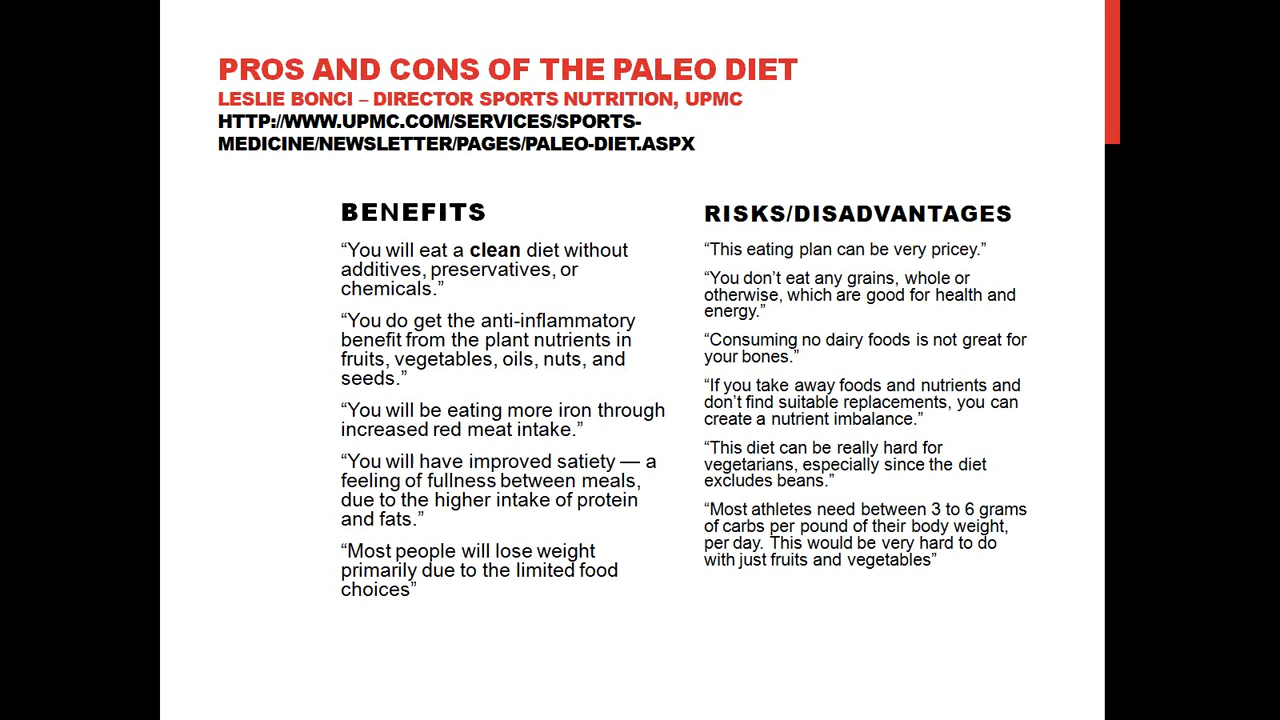 PROS AND CONS OF THE PALEO DIET
LESLIE BONCI – DIRECTOR SPORTS NUTRITION, UPMC
HTTP://WWW.UPMC.COM/SERVICES/SPORTS-
MEDICINE/NEWSLETTER/PAGES/PALEO-DIET.ASPX
BENEFITS
“You will eat a clean diet without
additives, preservatives, or
chemicals.”
“You do get the anti-inflammatory
benefit from the plant nutrients in
fruits, vegetables, oils, nuts, and
seeds.”
“You will be eating more iron through
increased red meat intake.”
“You will have improved satiety — a
feeling of fullness between meals,
due to the higher intake of protein
and fats.”
“Most people will lose weight
primarily due to the limited food
choices”
RISKS/DISADVANTAGES
“This eating plan can be very pricey.”
“You don’t eat any grains, whole or
otherwise, which are good for health and
energy.”
“Consuming no dairy foods is not great for
your bones.”
“If you take away foods and nutrients and
don’t find suitable replacements, you can
create a nutrient imbalance.”
“This diet can be really hard for
vegetarians, especially since the diet
excludes beans.”
“Most athletes need between 3 to 6 grams
of carbs per pound of their body weight,
per day. This would be very hard to do
with just fruits and vegetables”